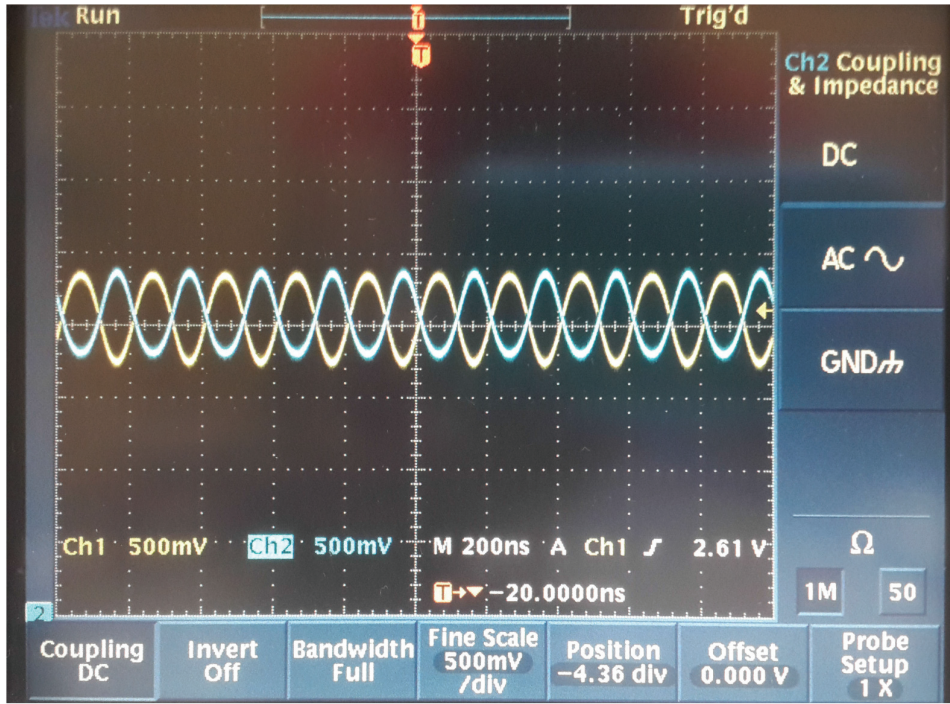 Tek Run Trig'd
T
T
Ch2 Coupling
& Impedance
DC
AC
GND
Ch1 500mV Ch2 500mV M 200ns A Ch1 2.61 V
T -20.0000ns
Ω
1M 50
2
Coupling
DC
Invert
Off
Bandwidth
Full
Fine Scale
500mV
/div
Position
-4.36 div
Offset
0.000 V
Probe
Setup
1 X